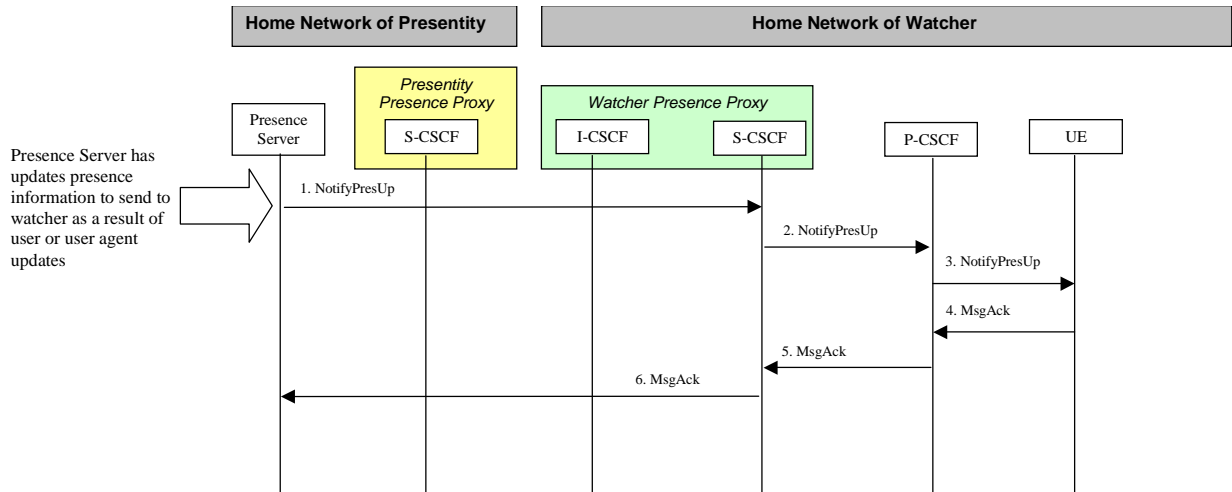 Home Network of Presentity
Home Network of Watcher
Presentity
Presence Proxy
Watcher Presence Proxy
Presence
Server
S-CSCF
I-CSCF
S-CSCF
P-CSCF
UE
Presence Server has
updates presence
information to send to
watcher as a result of
user or user agent
updates
1. NotifyPresUp
2. NotifyPresUp
3. NotifyPresUp
4. MsgAck
5. MsgAck
6. MsgAck